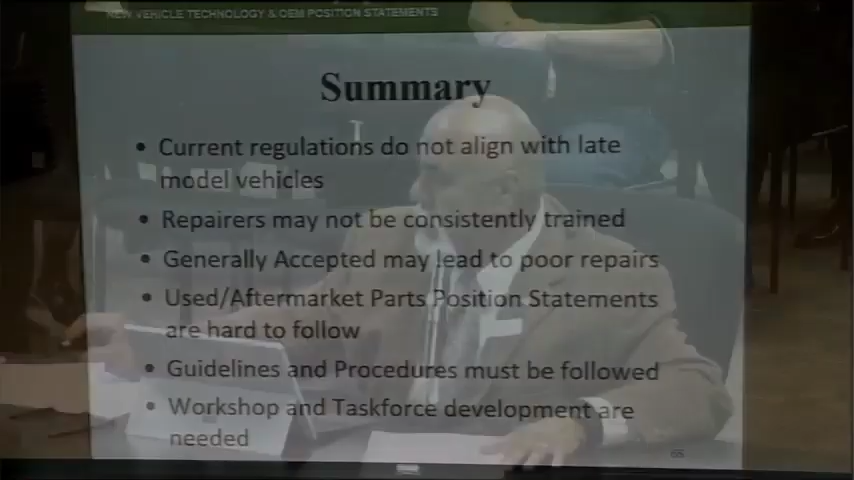 NEW VEHICLE TECHNOLOGY & OEM POSITION STATEMENTS
Summary
• Current regulations do not align with late
model vehicles
• Repairers may not be consistently trained
• Generally Accepted may lead to poor repairs
• Used/Aftermarket Parts Position Statements
are hard to follow
• Guidelines and Procedures must be followed
• Workshop and Taskforce development are
needed
65